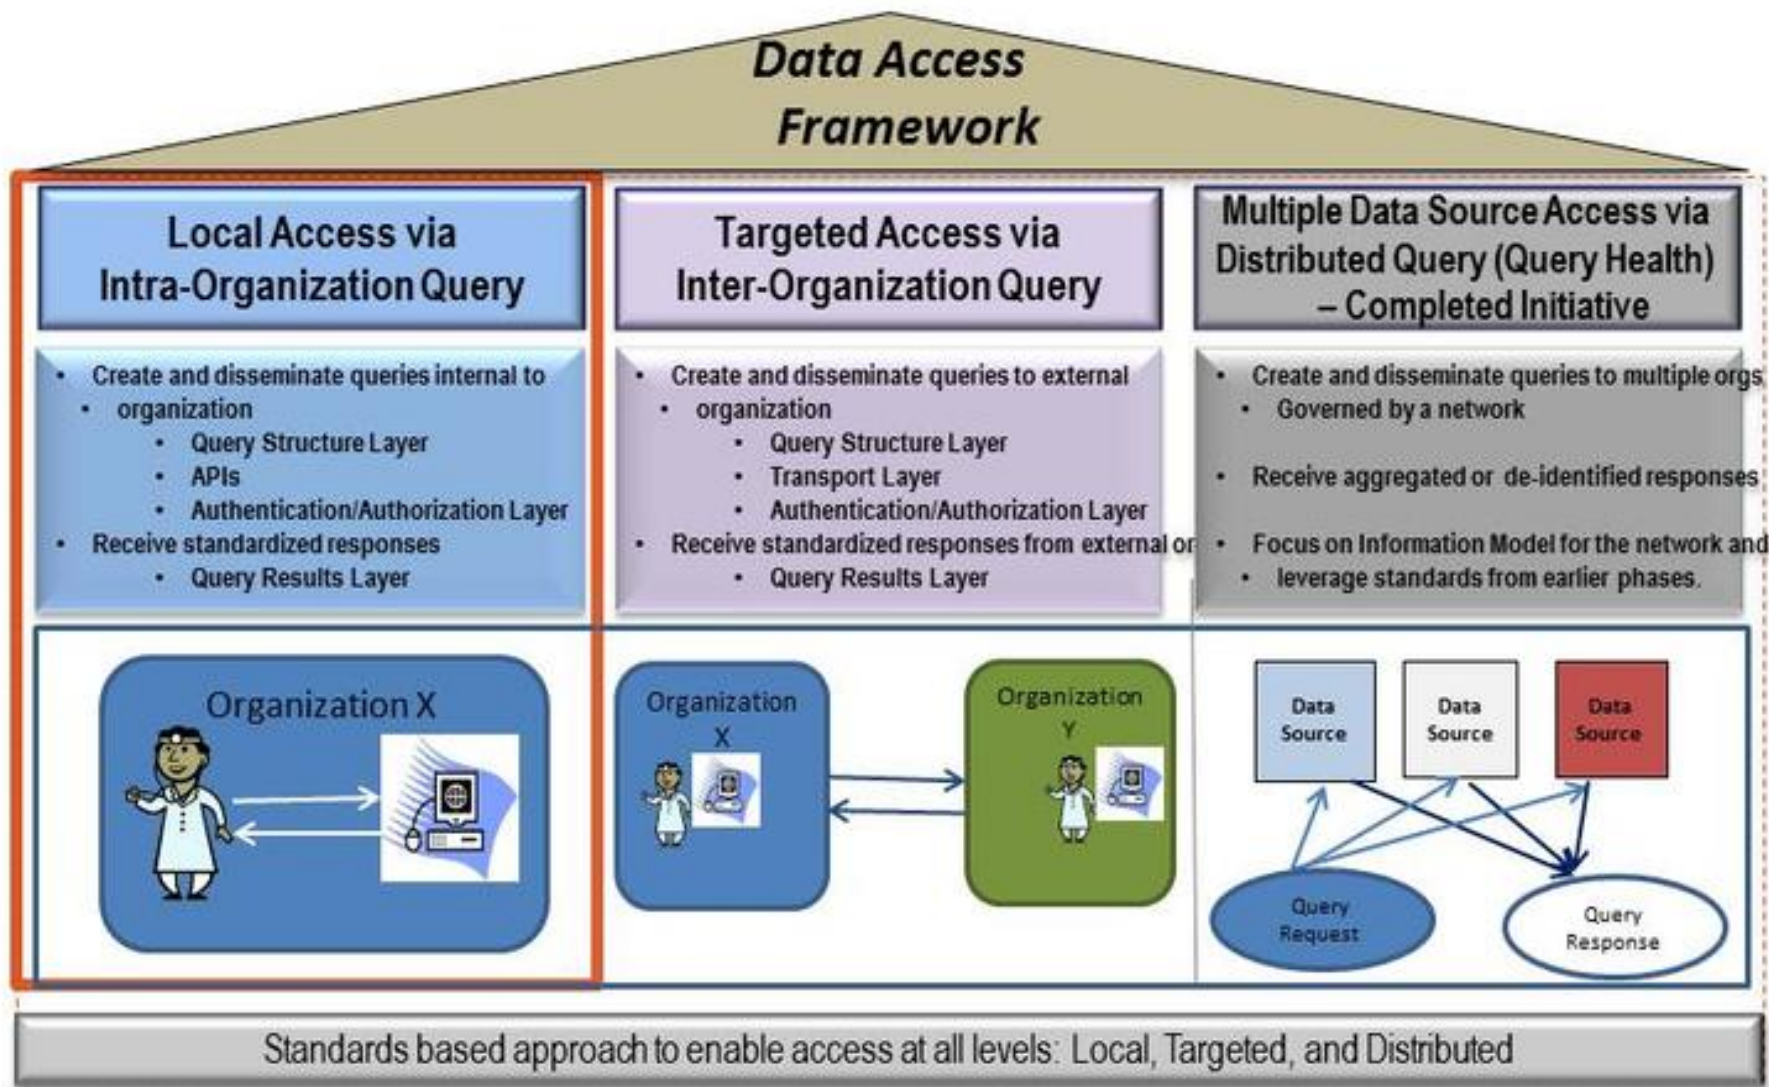 Data Access
Framework
Local Access via
Intra-Organization Query
• Create and disseminate queries internal to
• organization
• Query Structure Layer
• APIs
• Authentication/Authorization Layer
• Receive standardized responses
• Query Results Layer
Targeted Access via
Inter-Organization Query
• Create and disseminate queries to external
• organization
• Query Structure Layer
• Transport Layer
• Authentication/Authorization Layer
• Receive standardized responses from external or
• Query Results Layer
Multiple Data Source Access via
Distributed Query (Query Health)
– Completed Initiative
• Create and disseminate queries to multiple orgs
• Governed by a network
• Receive aggregated or de-identified responses
• Focus on Information Model for the network and
• leverage standards from earlier phases.
Organization X
Organization
X
Organization
Y
Data
Source
Data
Source
Data
Source
Query
Request
Query
Response
Standards based approach to enable access at all levels: Local, Targeted, and Distributed